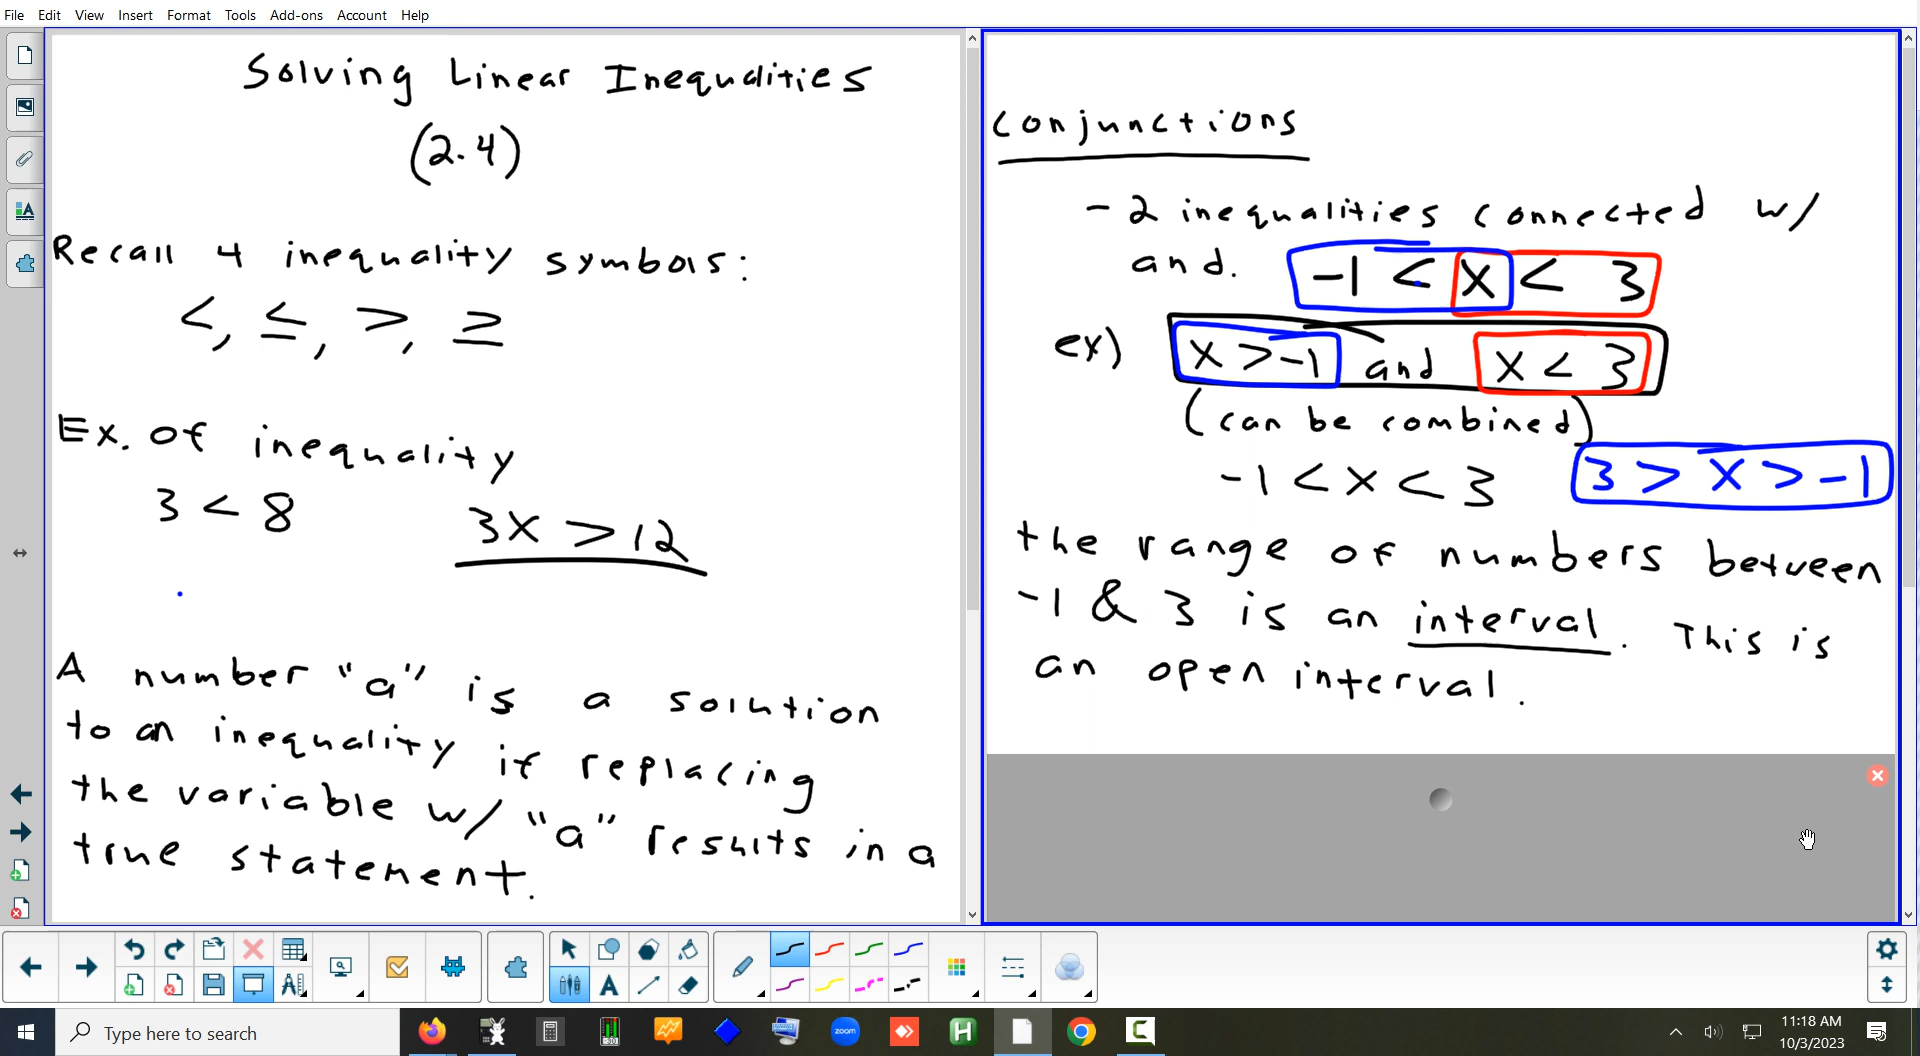 File Edit View Insert Format Tools Add-ons Account Help
Solving Linear Inequalities
(2.4)
Recall 4 inequality symbols:
<, ≤, >, ≥
Ex. of inequality
3 < 8
3x > 12
A number "a" is a solution
to an inequality if replacing
the variable w/ "a" results in a
true statement.
Conjunctions
- 2 inequalities connected w/
and. -1 < x < 3
ex) x > -1 and x < 3
(can be combined)
-1 < x < 3 3 > x > -1
the range of numbers between
-1 & 3 is an interval. This is
an open interval.
Type here to search
zoom
11:18 AM
10/3/2023